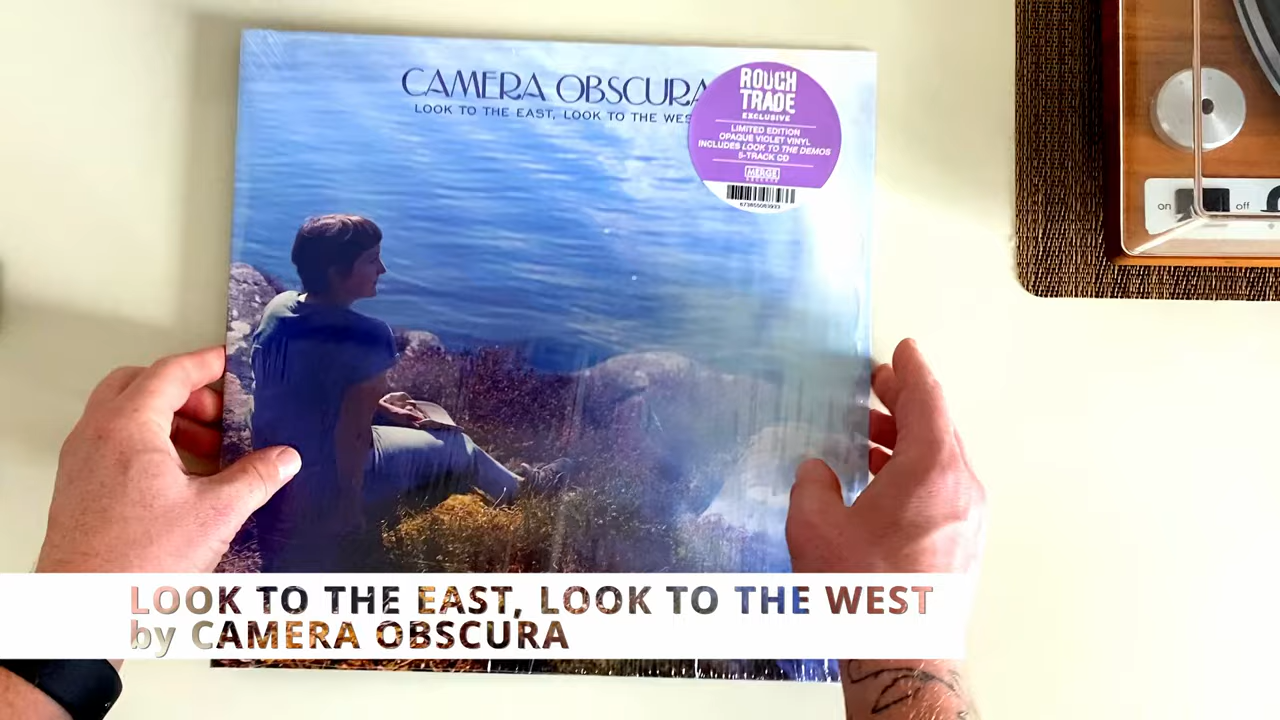 CAMERA OBSCURA
LOOK TO THE EAST, LOOK TO THE WES
ROUGH
TRADE
EXCLUSIVE
LIMITED EDITION
OPAQUE VIOLET VINYL
INCLUDES LOOK TO THE DEMOS
5-TRACK CD
MERGE
RECORDS
on
off
LOOK TO THE EAST, LOOK TO THE WEST
by CAMERA OBSCURA